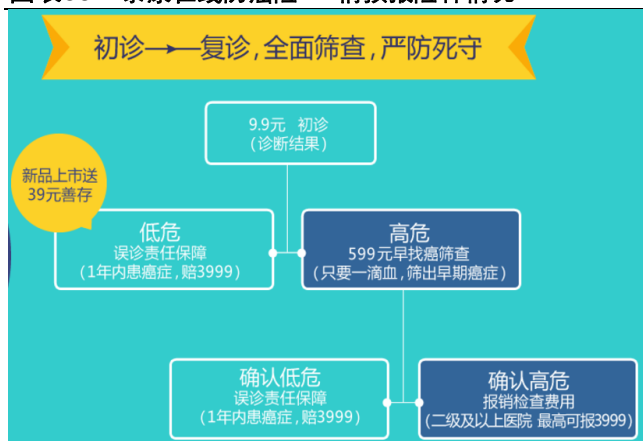 初诊→复诊,全面筛查,严防死守
9.9元 初诊
(诊断结果)
新品上市送
39元善存
低危
误诊责任保障
(1年内患癌症,赔3999)
高危
599元早找癌筛查
(只要一滴血,筛出早期癌症)
确认低危
误诊责任保障
(1年内患癌症,赔3999)
确认高危
报销检查费用
(二级及以上医院 最高可报3999)